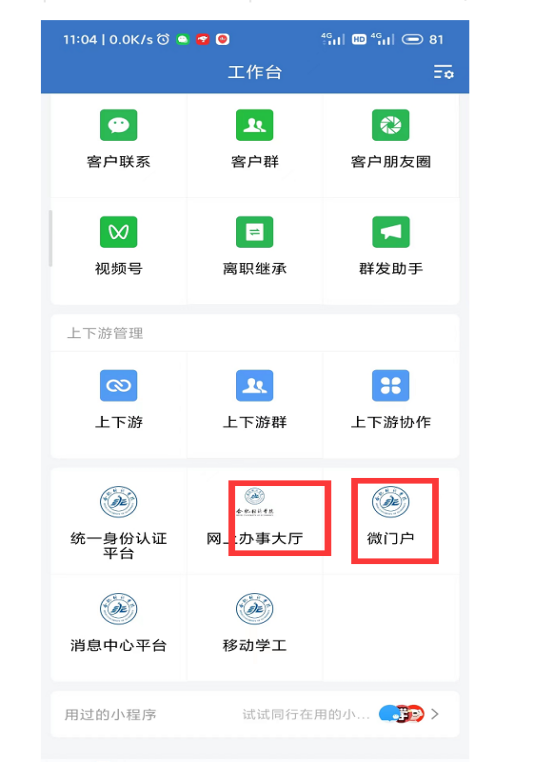 11:04 | 0.0K/s
4G HD 4G 81
工作台
客户联系 客户群 客户朋友圈
视频号 离职继承 群发助手
上下游管理
上下游 上下游群 上下游协作
统一身份认证 网上办事大厅 微门户
平台
消息中心平台 移动学工
用过的小程序 试试同行在用的小...